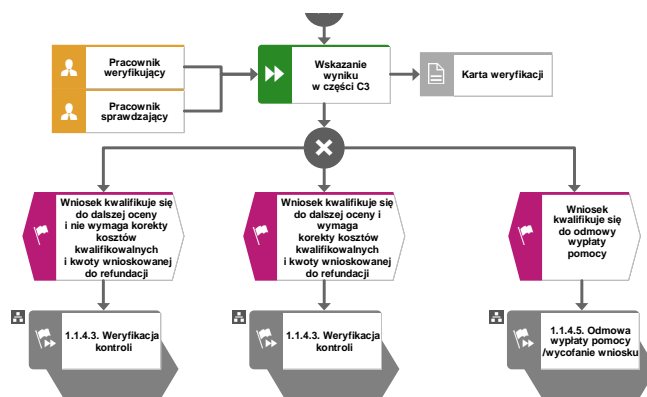 Pracownik
weryfikujący
Wskazanie
wyniku
w części C3
Karta weryfikacji
Pracownik
sprawdzający
Wniosek kwalifikuje się
do dalszej oceny
i nie wymaga korekty
kosztów
kwalifikowalnych
i kwoty wnioskowanej
do refundacji
Wniosek kwalifikuje się
do dalszej oceny i
wymaga
korekty kosztów
kwalifikowalnych
i kwoty wnioskowanej
do refundacji
Wniosek
kwalifikuje się
do odmowy
wypłaty
pomocy
1.1.4.3. Weryfikacja
kontroli
1.1.4.3. Weryfikacja
kontroli
1.1.4.5. Odmowa
wypłaty pomocy
/wycofanie wniosku